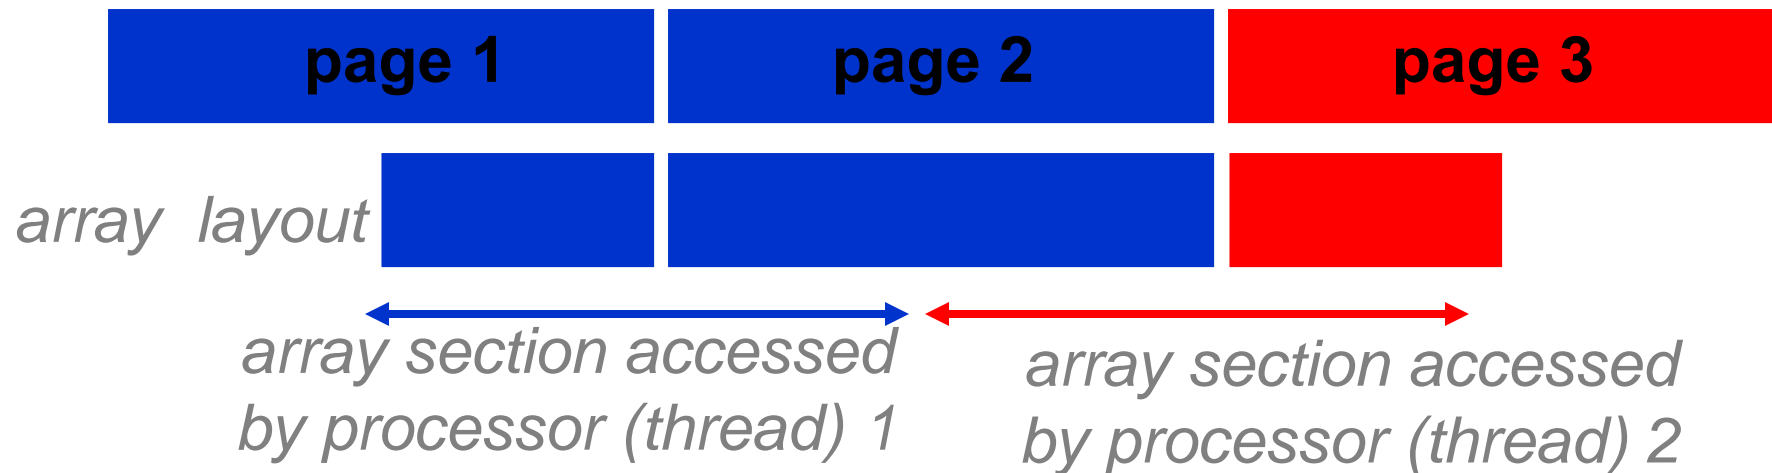 page 1
page 2
page 3
array layout
array section accessed
by processor (thread) 1
array section accessed
by processor (thread) 2